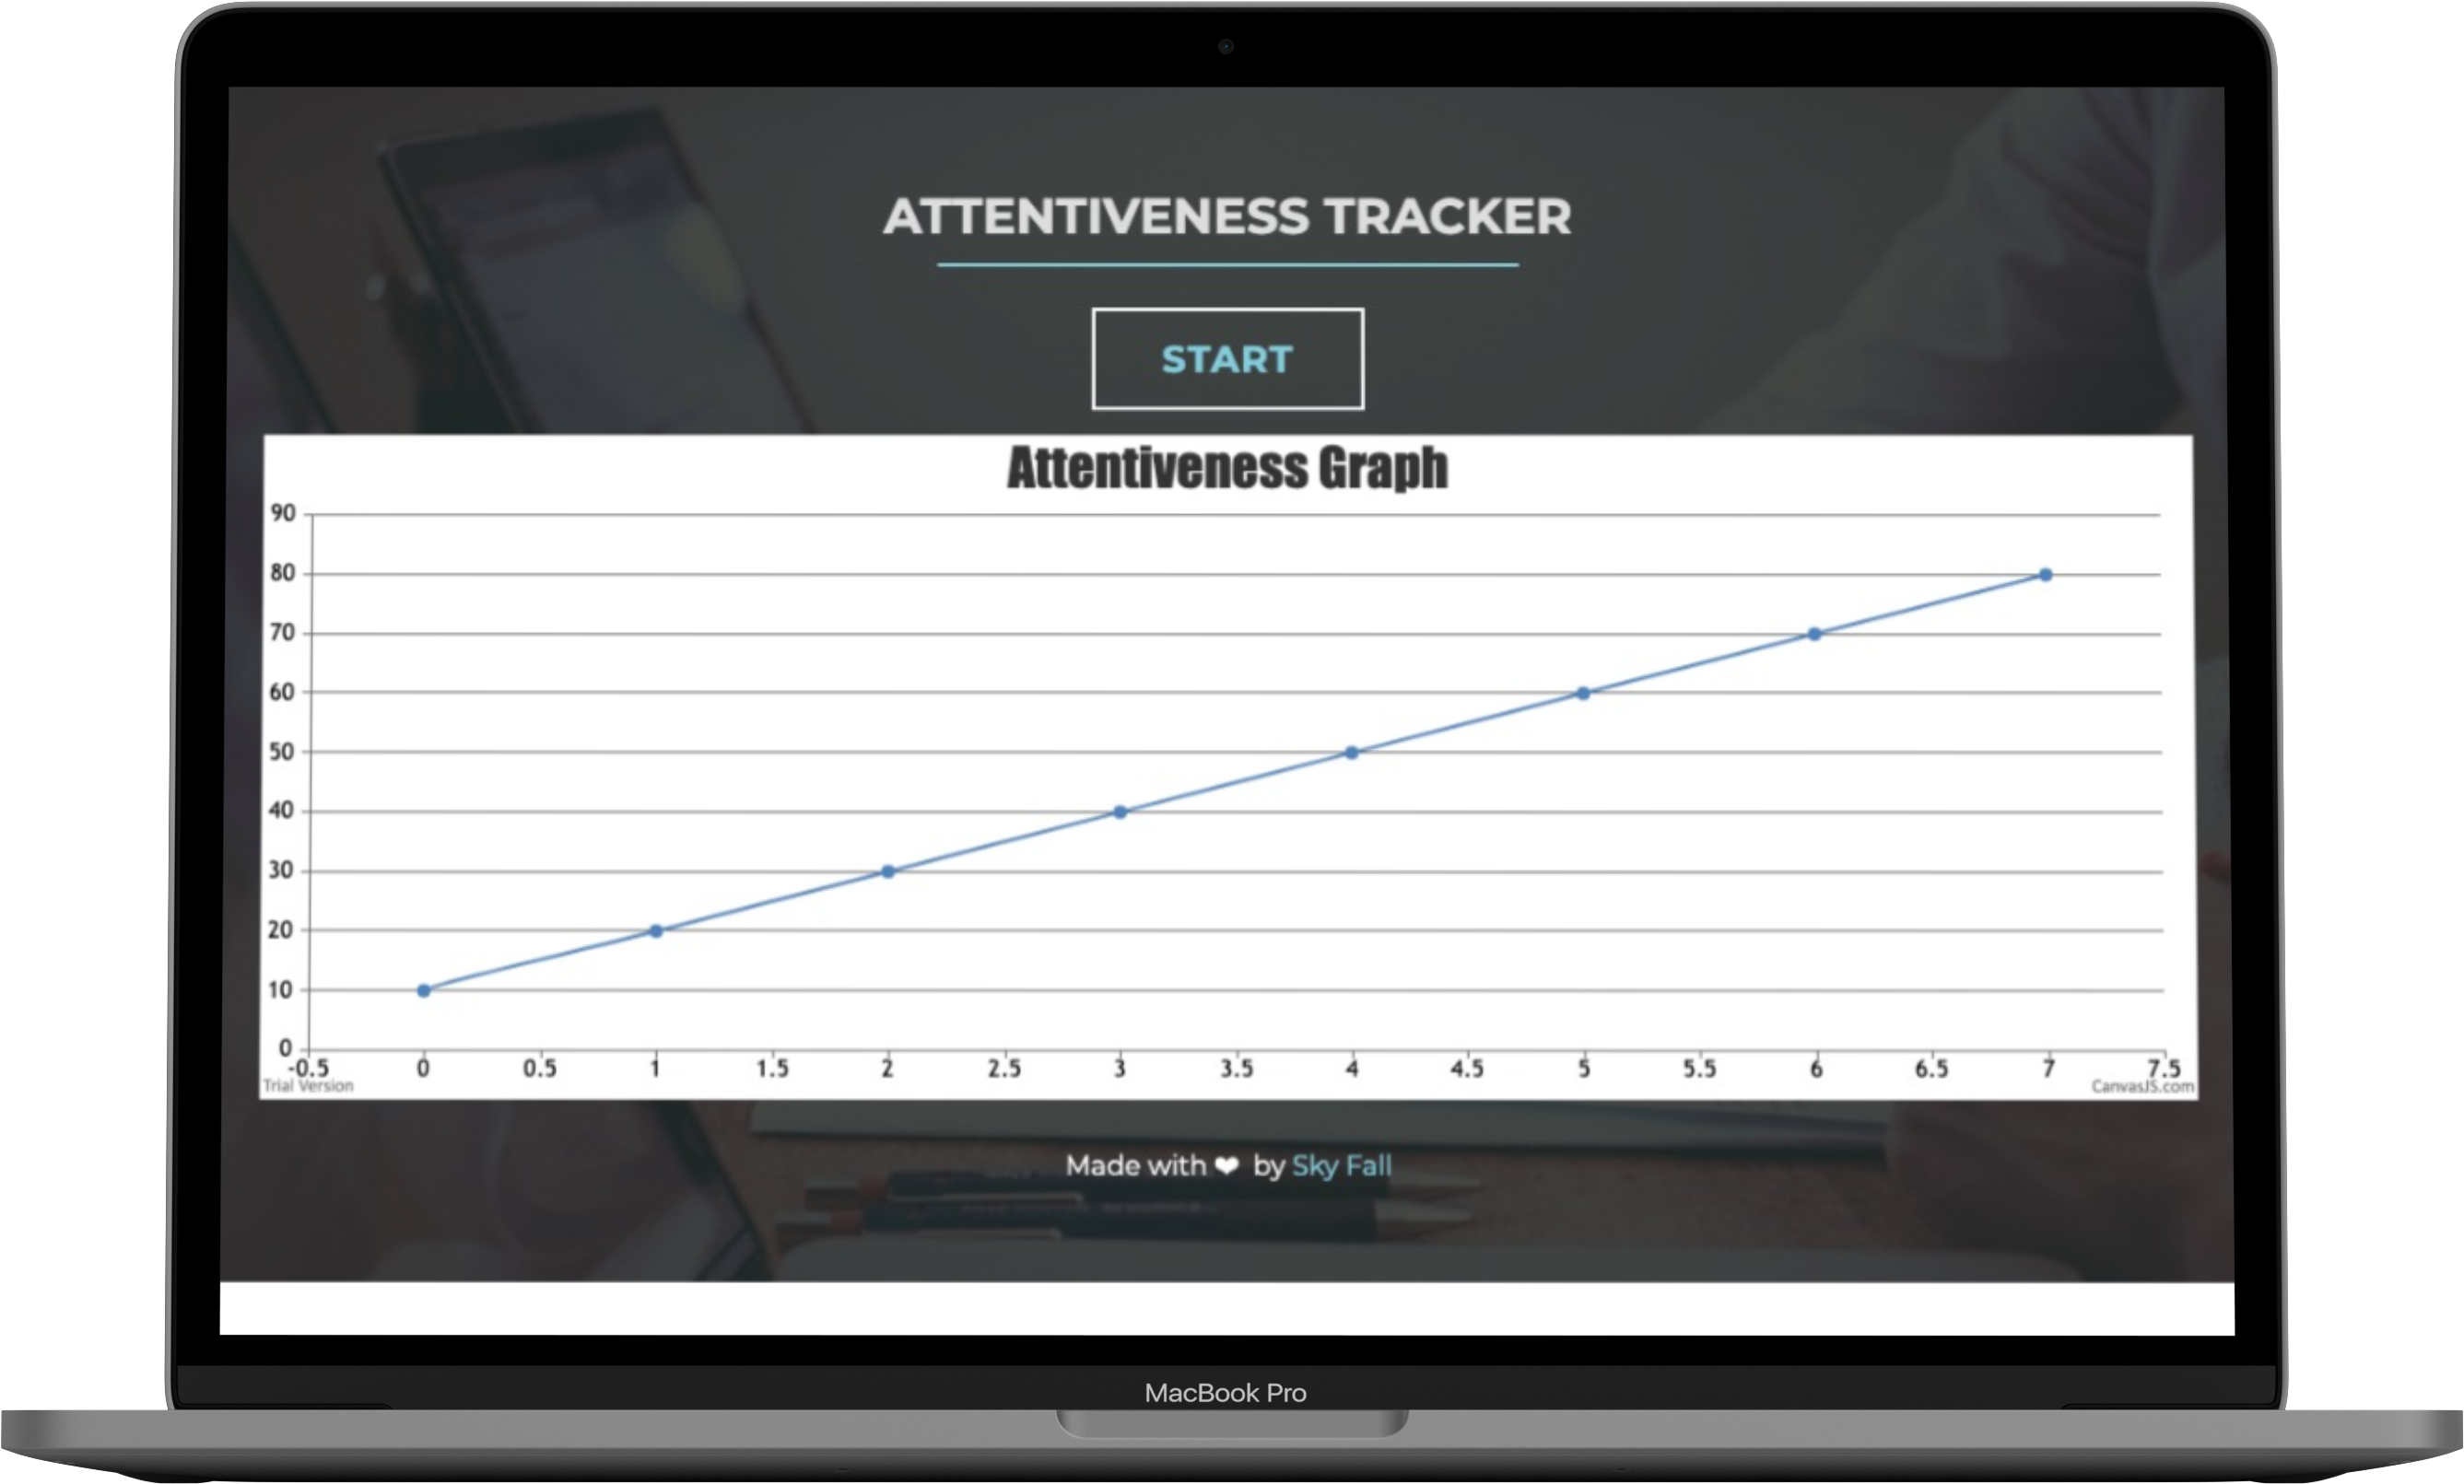 ATTENTIVENESS TRACKER
START
Attentiveness Graph
90
80
70
60
50
40
30
20
10
0
-0.5 0 0.5 1 1.5 2 2.5 3 3.5 4 4.5 5 5.5 6 6.5 7 7.5
Trial Version CanvasJS.com
Made with ❤ by Sky Fall
MacBook Pro